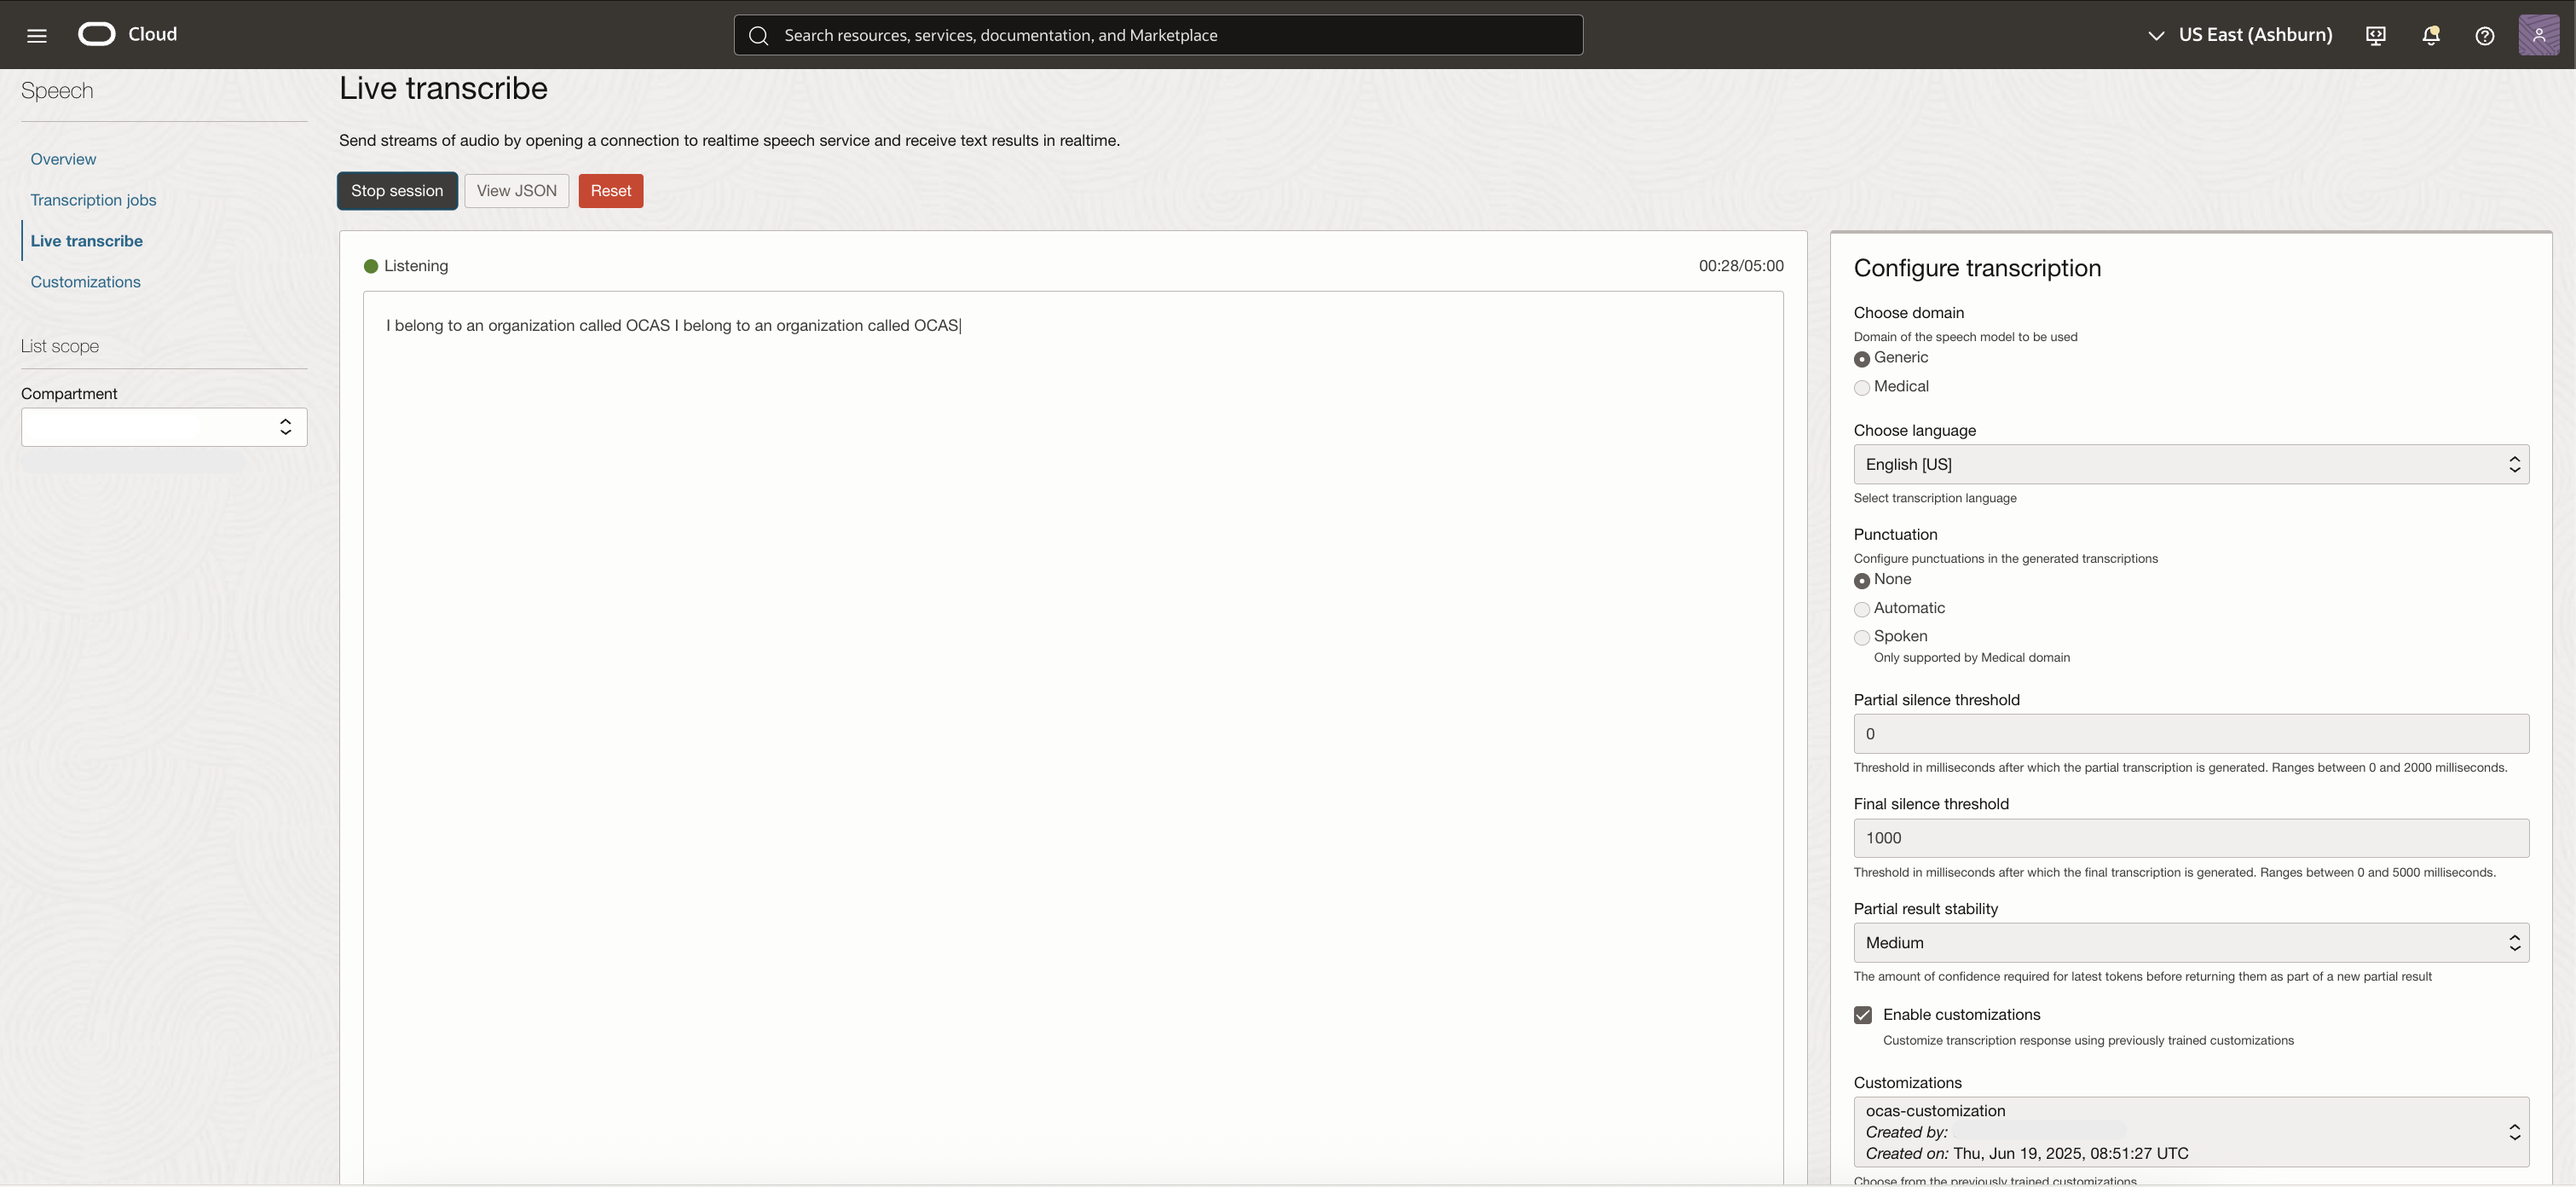 Cloud
Search resources, services, documentation, and Marketplace
US East (Ashburn)
Speech
Overview
Transcription jobs
Live transcribe
Customizations
List scope
Compartment
Live transcribe
Send streams of audio by opening a connection to realtime speech service and receive text results in realtime.
Stop session
View JSON
Reset
Listening
00:28/05:00
I belong to an organization called OCAS I belong to an organization called OCAS
Configure transcription
Choose domain
Domain of the speech model to be used
Generic
Medical
Choose language
English [US]
Select transcription language
Punctuation
Configure punctuations in the generated transcriptions
None
Automatic
Spoken
Only supported by Medical domain
Partial silence threshold
0
Threshold in milliseconds after which the partial transcription is generated. Ranges between 0 and 2000 milliseconds.
Final silence threshold
1000
Threshold in milliseconds after which the final transcription is generated. Ranges between 0 and 5000 milliseconds.
Partial result stability
Medium
The amount of confidence required for latest tokens before returning them as part of a new partial result
Enable customizations
Customize transcription response using previously trained customizations
Customizations
ocas-customization
Created by:
Created on: Thu, Jun 19, 2025, 08:51:27 UTC
Choose from the previously trained customizations